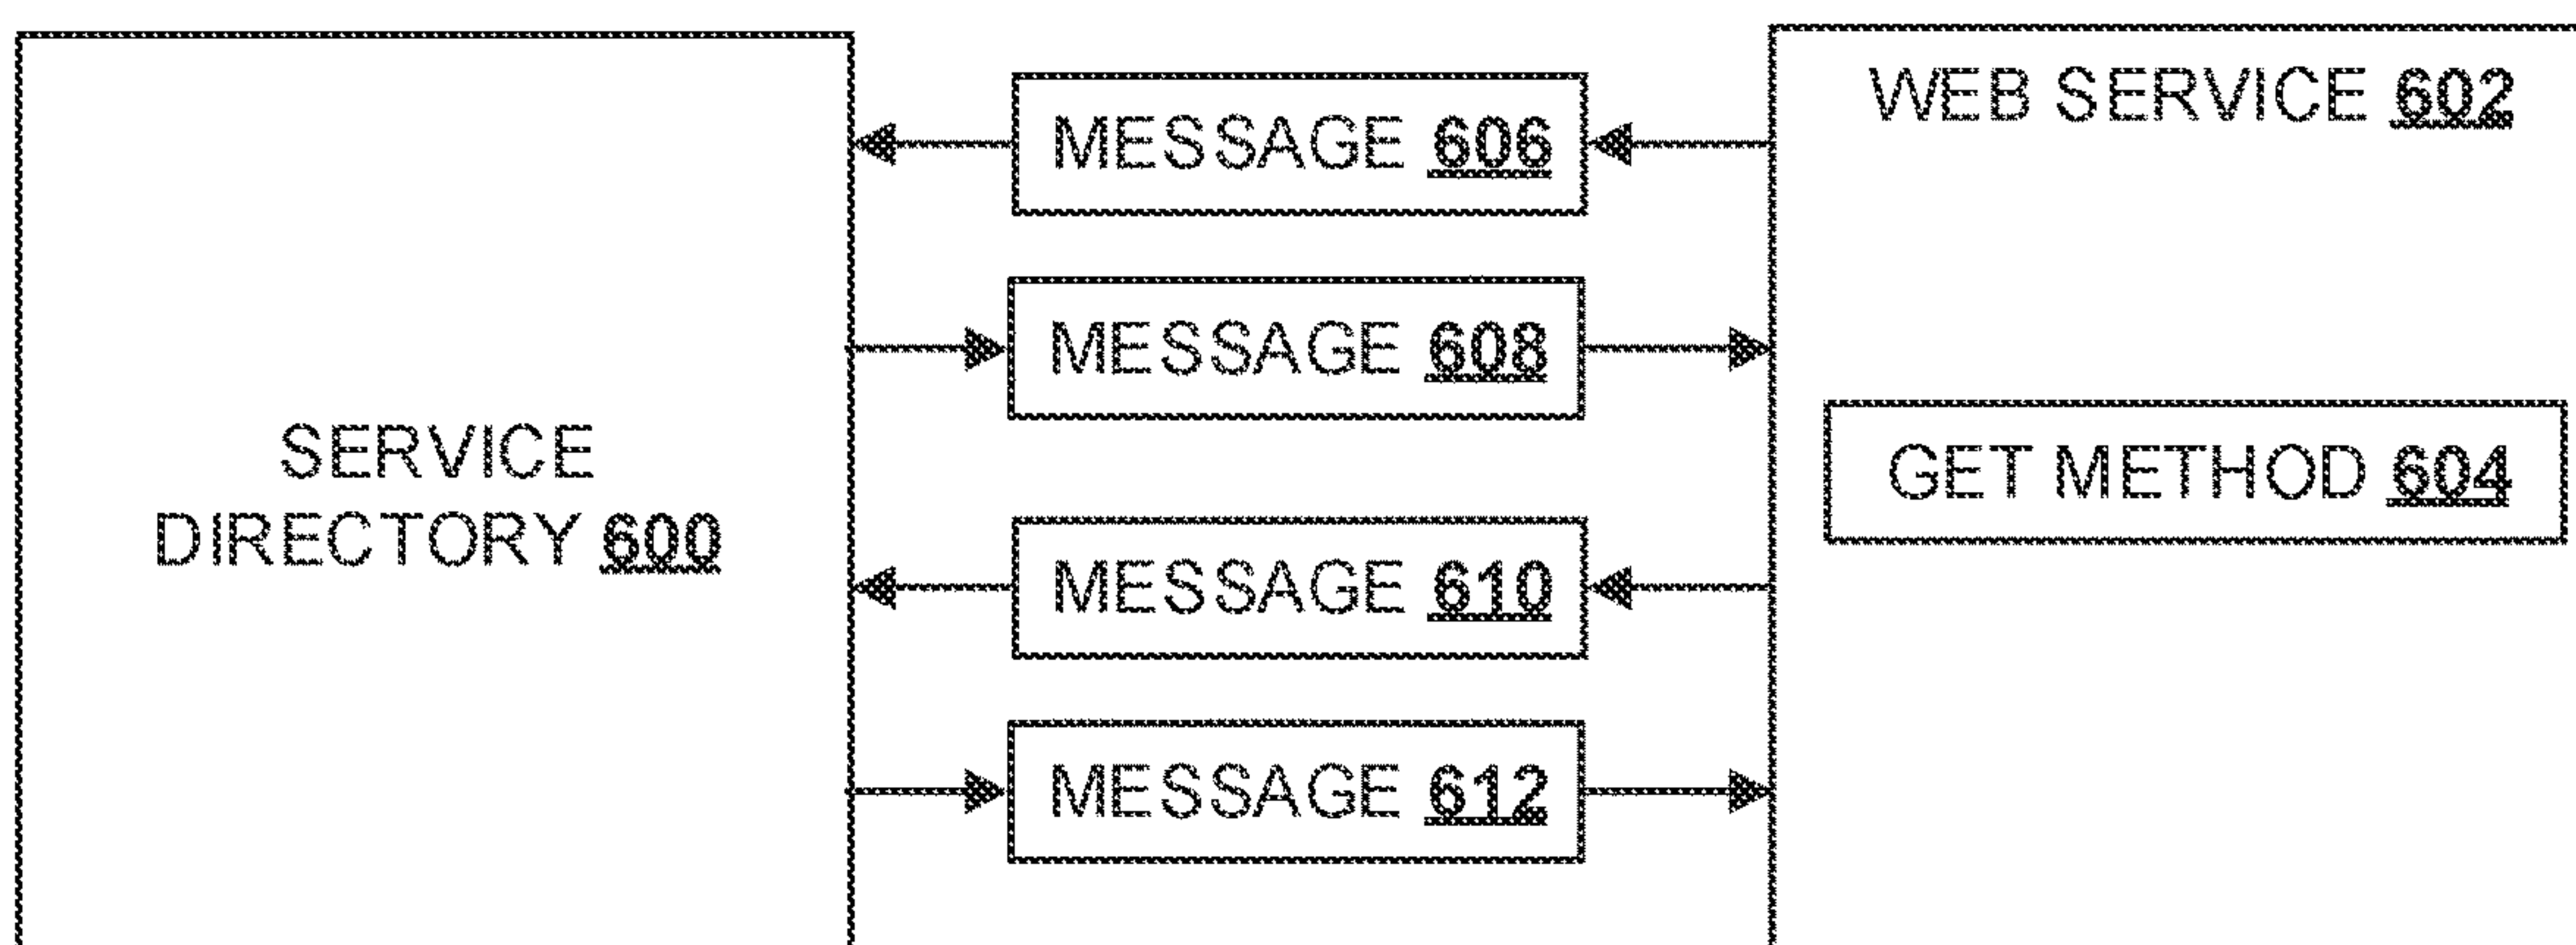 SERVICE
DIRECTORY 600
MESSAGE 606
MESSAGE 608
MESSAGE 610
MESSAGE 612
WEB SERVICE 602
GET METHOD 604